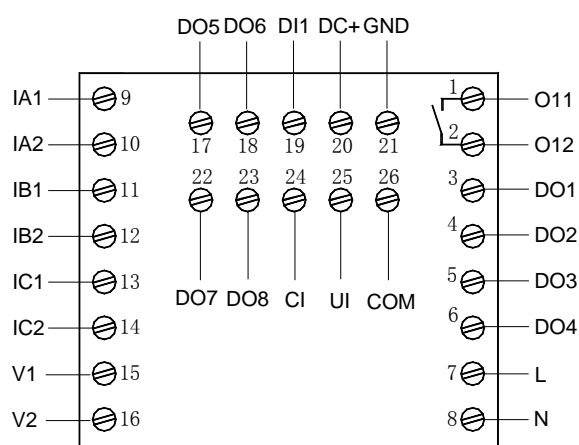 DO5 DO6 DI1 DC+ GND
IA1 9 1 O11
17 18 19 20 21
IA2 10 2 O12
22 23 24 25 26
IB1 11 3 DO1
IB2 12 4 DO2
DO7 DO8 CI UI COM
IC1 13 5 DO3
IC2 14 6 DO4
V1 15 7 L
V2 16 8 N